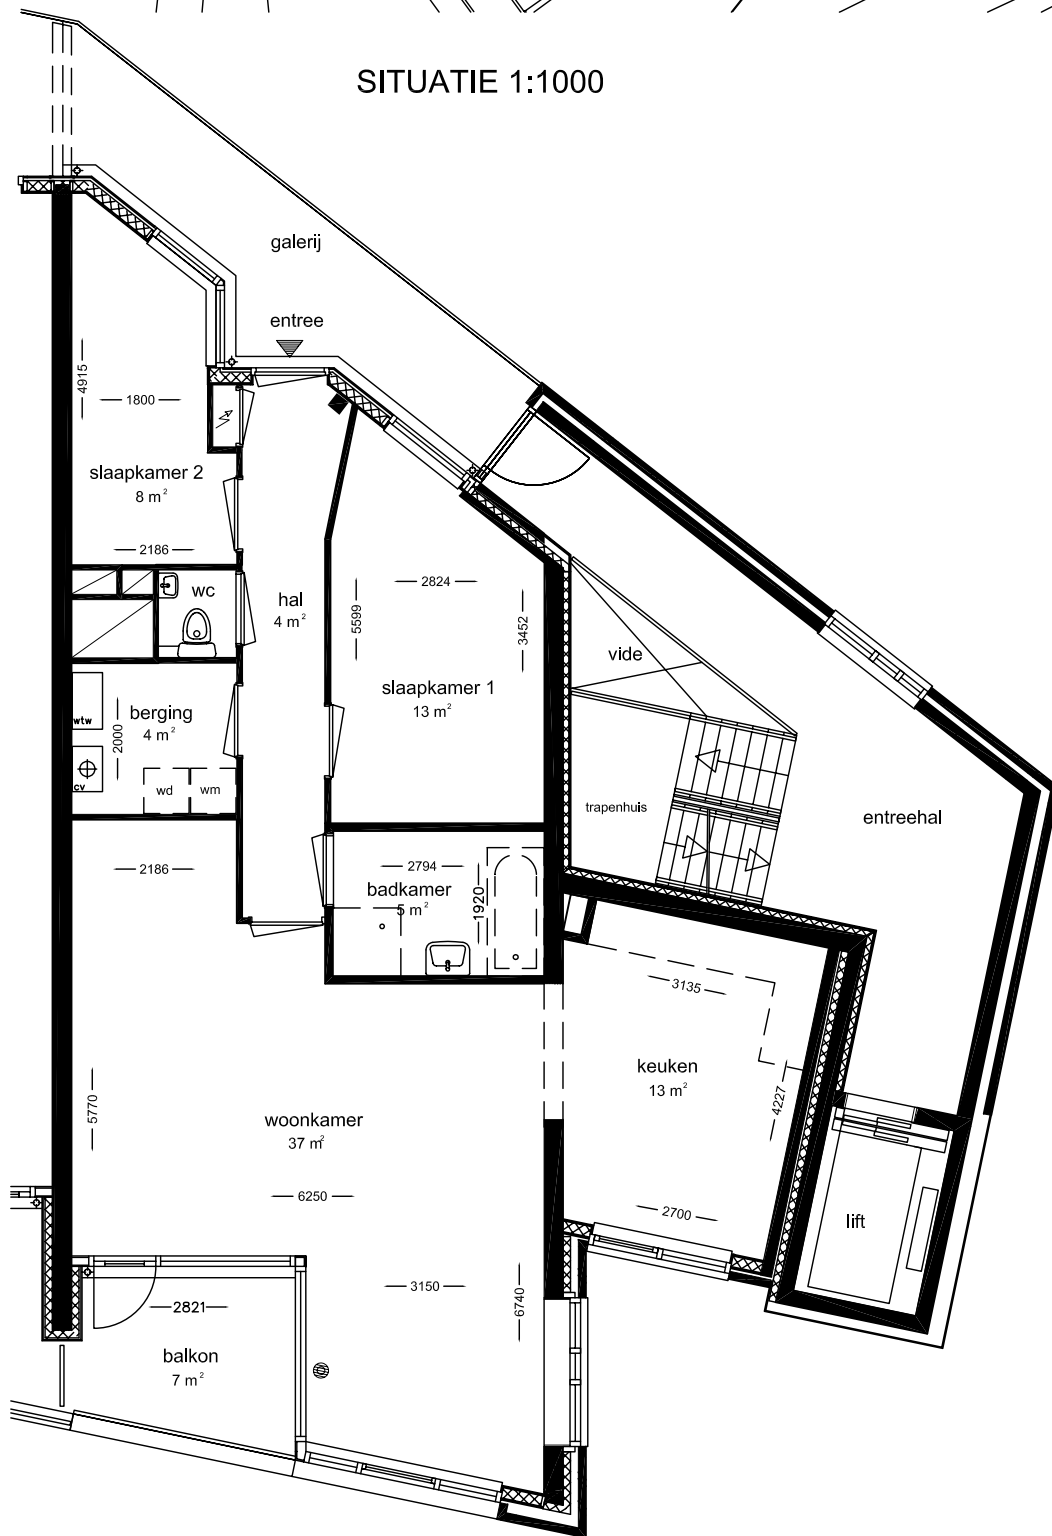 SITUATIE 1:1000
galerij
entree
4915
1800
slaapkamer 2
8 m²
2186
wc
hal
4 m²
2824
5599
3452
slaapkamer 1
13 m²
vide
berging
4 m²
wtw
2000
cv
wd
wm
trapenhuis
entreehal
2186
2794
badkamer
5 m²
1920
3135
keuken
13 m²
4227
5770
woonkamer
37 m²
6250
2700
lift
3150
6740
2821
balkon
7 m²